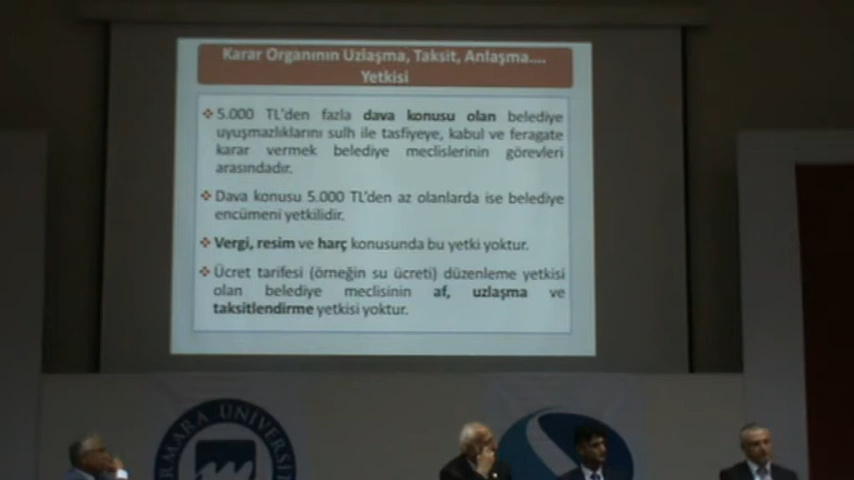 Karar Organının Uzlaşma, Taksit, Anlaşma....
Yetkisi
❖ 5.000 TL'den fazla dava konusu olan belediye
uyuşmazlıklarını sulh ile tasfiyeye, kabul ve feragate
karar vermek belediye meclislerinin görevleri
arasındadır.
❖ Dava konusu 5.000 TL'den az olanlarda ise belediye
encümeni yetkilidir.
❖ Vergi, resim ve harç konusunda bu yetki yoktur.
❖ Ücret tarifesi (örneğin su ücreti) düzenleme yetkisi
olan belediye meclisinin af, uzlaşma ve
taksitlendirme yetkisi yoktur.
RMARA ÜNİVERSİ